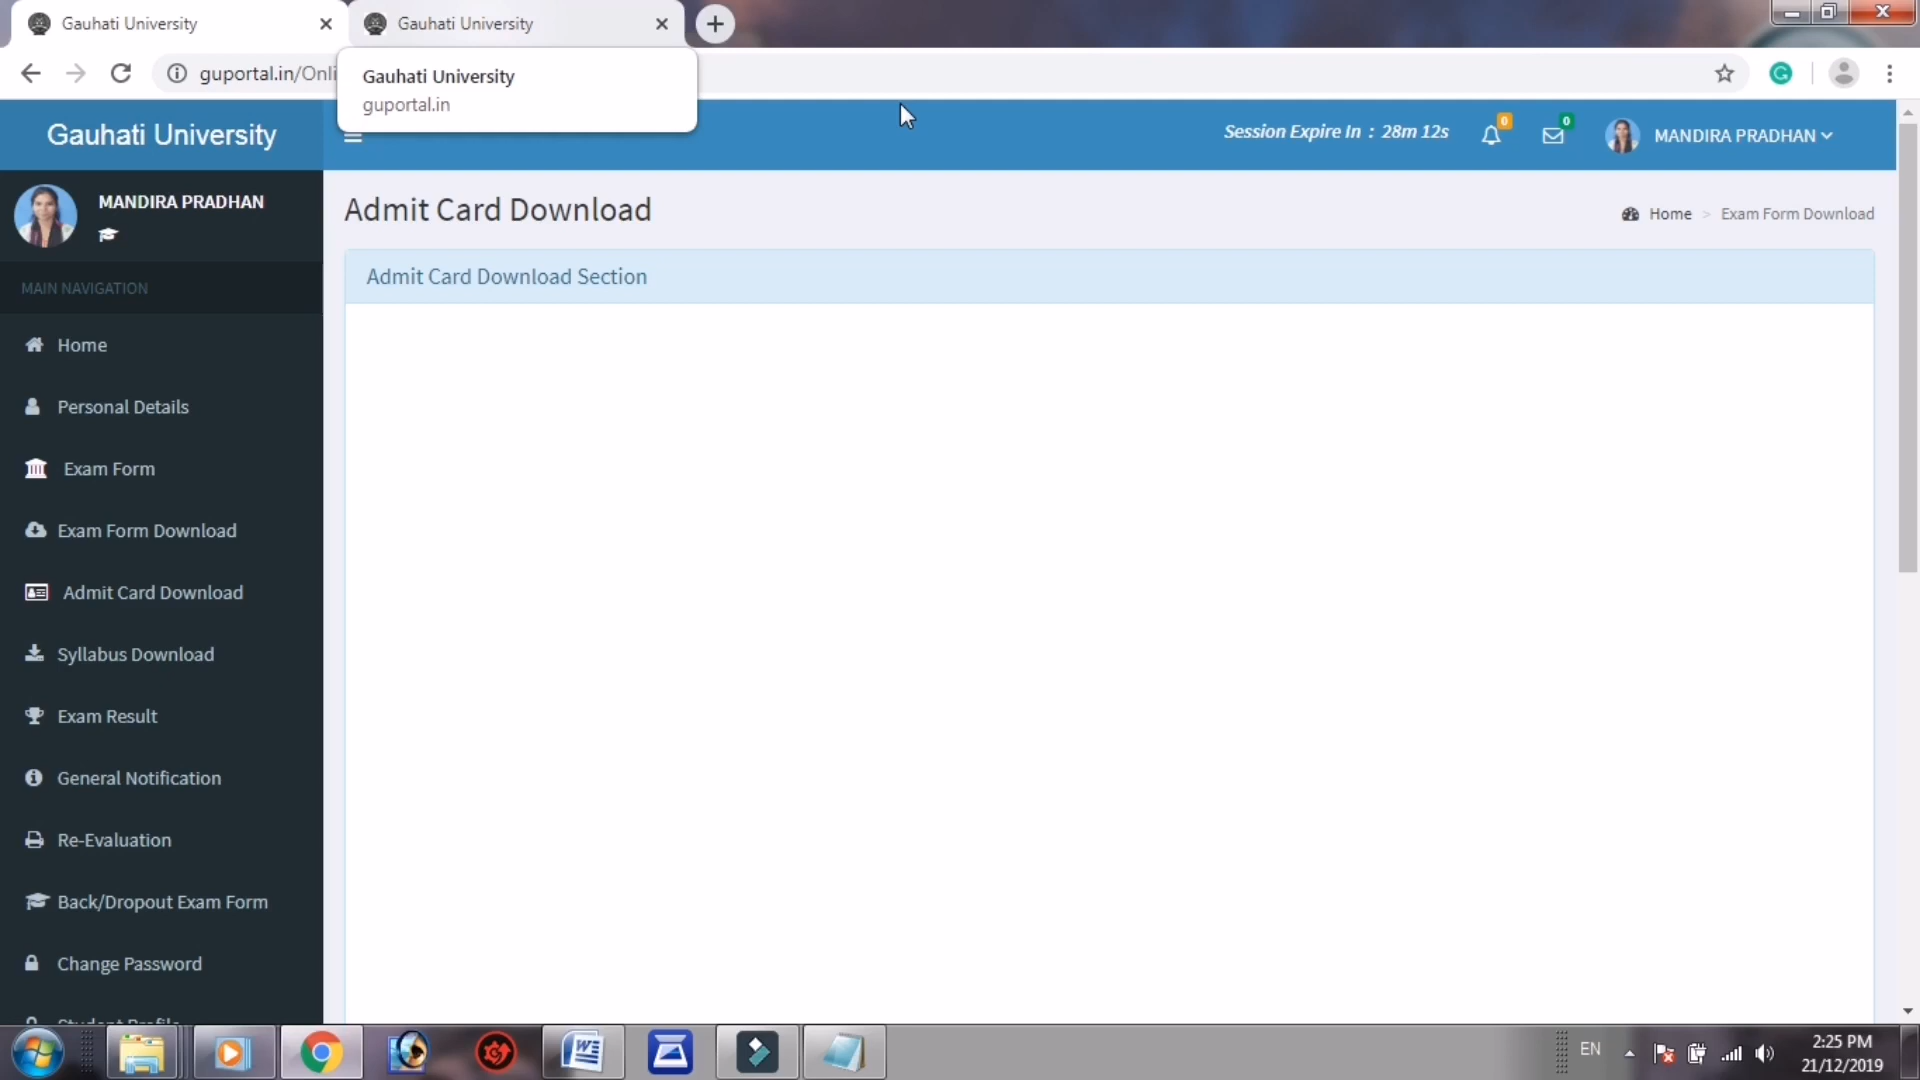 Gauhati University
Gauhati University
guportal.in/Onli
Gauhati University
guportal.in
Gauhati University
Session Expire In : 28m 12s
0
0
MANDIRA PRADHAN
MANDIRA PRADHAN
Admit Card Download
Home > Exam Form Download
MAIN NAVIGATION
Admit Card Download Section
Home
Personal Details
Exam Form
Exam Form Download
Admit Card Download
Syllabus Download
Exam Result
General Notification
Re-Evaluation
Back/Dropout Exam Form
Change Password
Student Profile
EN
2:25 PM
21/12/2019